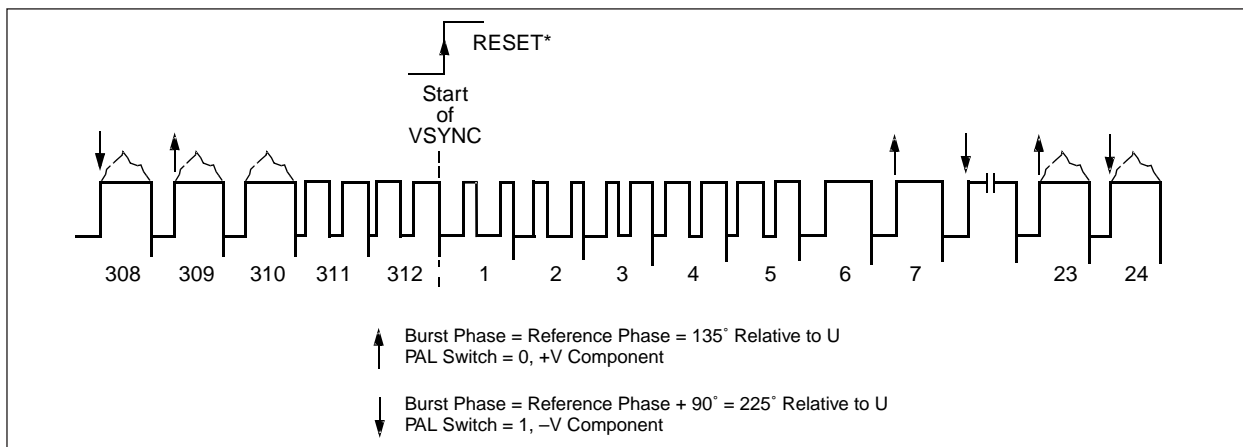 RESET*
Start
of
VSYNC
308 309 310 311 312 1 2 3 4 5 6 7 23 24
Burst Phase = Reference Phase = 135° Relative to U
PAL Switch = 0, +V Component
Burst Phase = Reference Phase + 90° = 225° Relative to U
PAL Switch = 1, –V Component